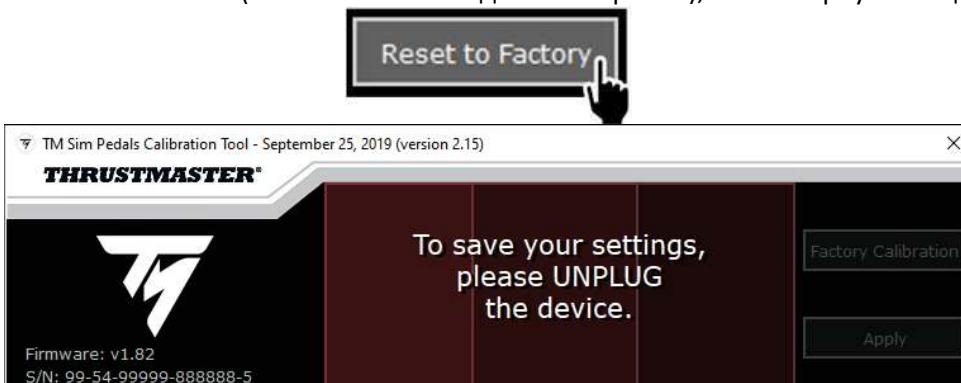 Reset to Factory
TM Sim Pedals Calibration Tool - September 25, 2019 (version 2.15)
THRUSTMASTER®
To save your settings,
please UNPLUG
the device.
Factory Calibration
Apply
Firmware: v1.82
S/N: 99-54-99999-888888-5